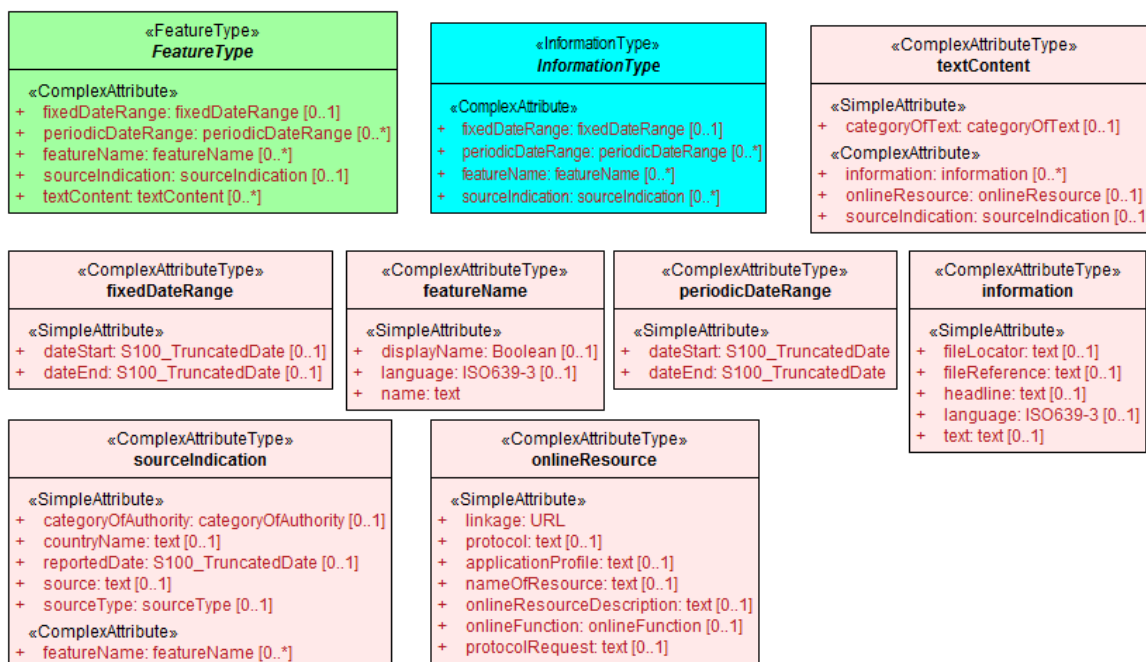 «FeatureType»
FeatureType
«ComplexAttribute»
+ fixedDateRange: fixedDateRange [0..1]
+ periodicDateRange: periodicDateRange [0..*]
+ featureName: featureName [0..*]
+ sourceIndication: sourceIndication [0..1]
+ textContent: textContent [0..*]
«InformationType»
InformationType
«ComplexAttribute»
+ fixedDateRange: fixedDateRange [0..1]
+ periodicDateRange: periodicDateRange [0..*]
+ featureName: featureName [0..*]
+ sourceIndication: sourceIndication [0..*]
«ComplexAttributeType»
textContent
«SimpleAttribute»
+ categoryOfText: categoryOfText [0..1]
«ComplexAttribute»
+ information: information [0..*]
+ onlineResource: onlineResource [0..1]
+ sourceIndication: sourceIndication [0..1
«ComplexAttributeType»
fixedDateRange
«SimpleAttribute»
+ dateStart: S100_TruncatedDate [0..1]
+ dateEnd: S100_TruncatedDate [0..1]
«ComplexAttributeType»
featureName
«SimpleAttribute»
+ displayName: Boolean [0..1]
+ language: ISO639-3 [0..1]
+ name: text
«ComplexAttributeType»
periodicDateRange
«SimpleAttribute»
+ dateStart: S100_TruncatedDate
+ dateEnd: S100_TruncatedDate
«ComplexAttributeType»
information
«SimpleAttribute»
+ fileLocator: text [0..1]
+ fileReference: text [0..1]
+ headline: text [0..1]
+ language: ISO639-3 [0..1]
+ text: text [0..1]
«ComplexAttributeType»
sourceIndication
«SimpleAttribute»
+ categoryOfAuthority: categoryOfAuthority [0..1]
+ countryName: text [0..1]
+ reportedDate: S100_TruncatedDate [0..1]
+ source: text [0..1]
+ sourceType: sourceType [0..1]
«ComplexAttribute»
+ featureName: featureName [0..*]
«ComplexAttributeType»
onlineResource
«SimpleAttribute»
+ linkage: URL
+ protocol: text [0..1]
+ applicationProfile: text [0..1]
+ nameOfResource: text [0..1]
+ onlineResourceDescription: text [0..1]
+ onlineFunction: onlineFunction [0..1]
+ protocolRequest: text [0..1]